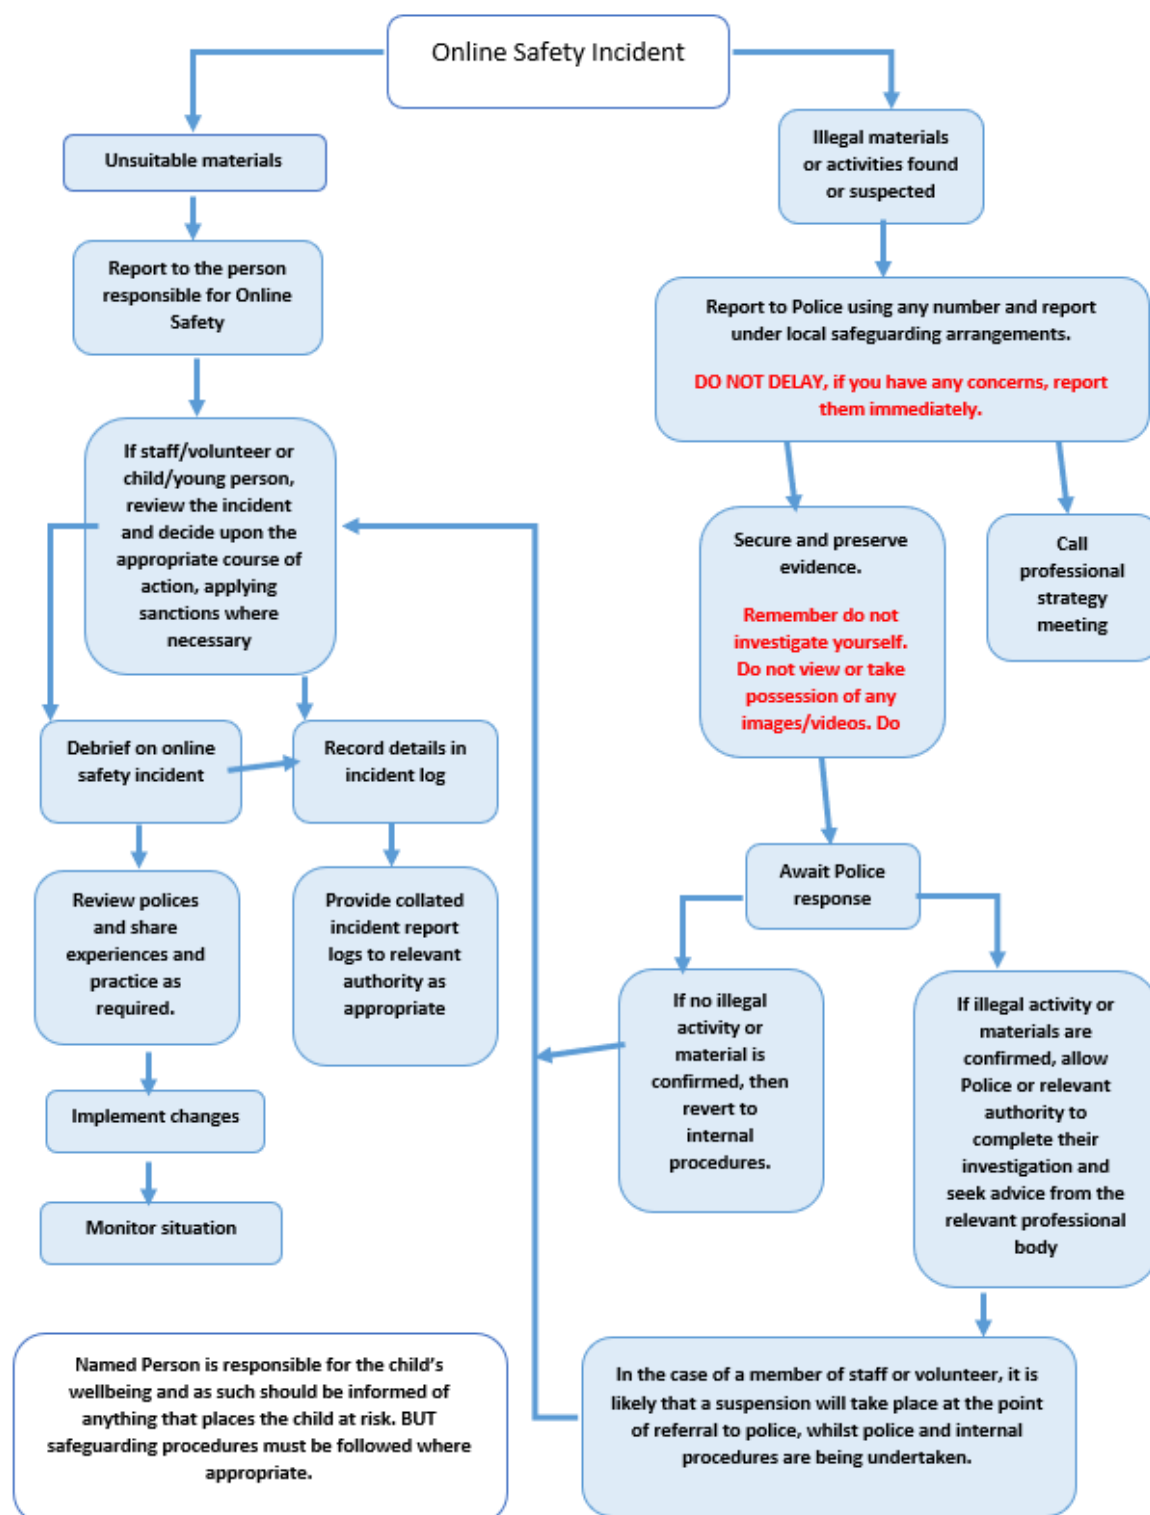 Online Safety Incident
Unsuitable materials
Report to the person
responsible for Online
Safety
If staff/volunteer or
child/young person,
review the incident
and decide upon the
appropriate course of
action, applying
sanctions where
necessary
Debrief on online
safety incident
Record details in
incident log
Review polices
and share
experiences and
practice as
required.
Provide collated
incident report
logs to relevant
authority as
appropriate
Implement changes
Monitor situation
Illegal materials
or activities found
or suspected
Report to Police using any number and report
under local safeguarding arrangements.
DO NOT DELAY, if you have any concerns, report
them immediately.
Secure and preserve
evidence.
Remember do not
investigate yourself.
Do not view or take
possession of any
images/videos. Do
Call
professional
strategy
meeting
Await Police
response
If no illegal
activity or
material is
confirmed, then
revert to
internal
procedures.
If illegal activity or
materials are
confirmed, allow
Police or relevant
authority to
complete their
investigation and
seek advice from the
relevant professional
body
In the case of a member of staff or volunteer, it is
likely that a suspension will take place at the point
of referral to police, whilst police and internal
procedures are being undertaken.
Named Person is responsible for the child's
wellbeing and as such should be informed of
anything that places the child at risk. BUT
safeguarding procedures must be followed where
appropriate.